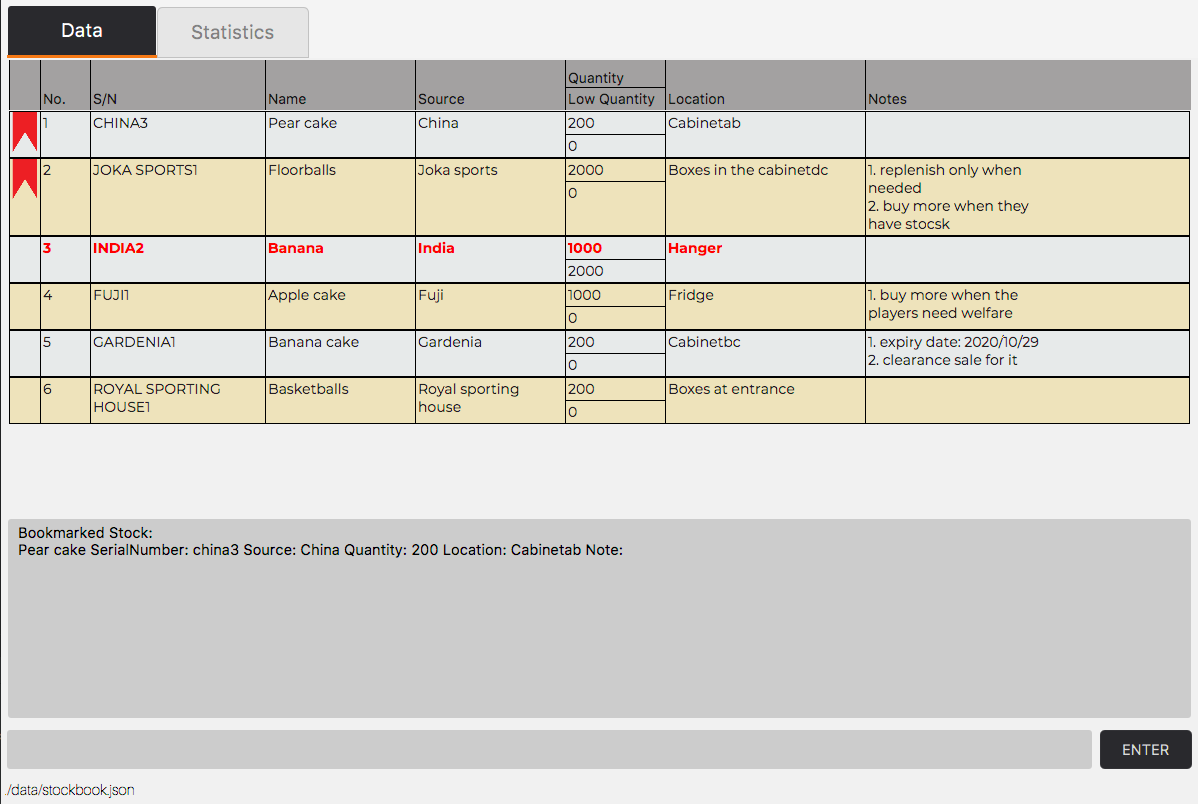 Data Statistics
Quantity
No. S/N Name Source Low Quantity Location Notes
1 CHINA3 Pear cake China 200 Cabinetab
0
2 JOKA SPORTS1 Floorballs Joka sports 2000 Boxes in the cabinetdc 1. replenish only when
needed
0
2. buy more when they
have stocsk
3 INDIA2 Banana India 1000 Hanger
2000
4 FUJI1 Apple cake Fuji 1000 Fridge 1. buy more when the
0 players need welfare
5 GARDENIA1 Banana cake Gardenia 200 Cabinetbc 1. expiry date: 2020/10/29
0 2. clearance sale for it
6 ROYAL SPORTING Basketballs Royal sporting 200 Boxes at entrance
HOUSE1 house 0
Bookmarked Stock:
Pear cake SerialNumber: china3 Source: China Quantity: 200 Location: Cabinetab Note:
ENTER
./data/stockbook.json